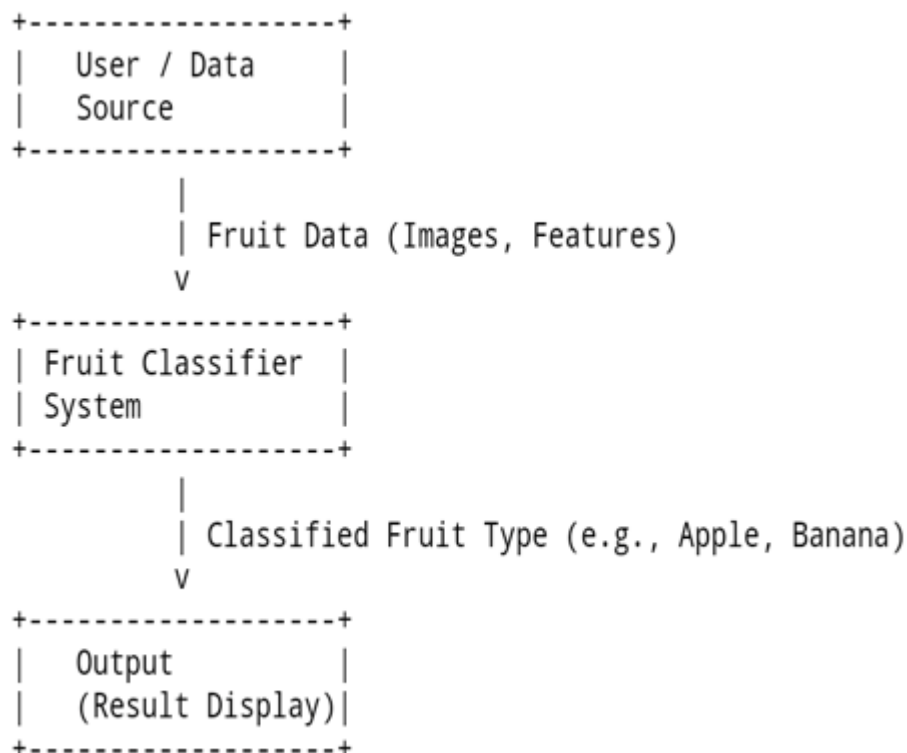 +-------------------+
|   User / Data     |
|   Source          |
+-------------------+
          |
          | Fruit Data (Images, Features)
          v
+-------------------+
| Fruit Classifier  |
| System            |
+-------------------+
          |
          | Classified Fruit Type (e.g., Apple, Banana)
          v
+-------------------+
|   Output          |
|   (Result Display)|
+-------------------+